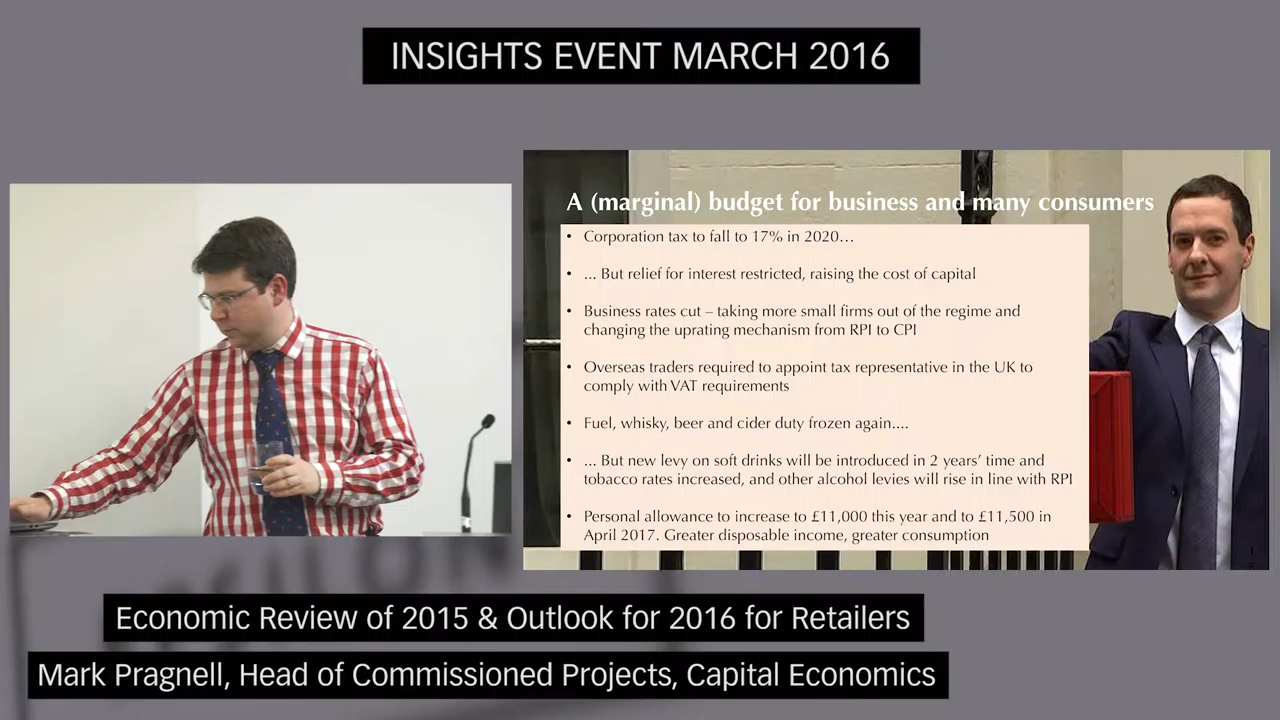 INSIGHTS EVENT MARCH 2016
A (marginal) budget for business and many consumers
• Corporation tax to fall to 17% in 2020…
• ... But relief for interest restricted, raising the cost of capital
• Business rates cut – taking more small firms out of the regime and
changing the uprating mechanism from RPI to CPI
• Overseas traders required to appoint tax representative in the UK to
comply with VAT requirements
• Fuel, whisky, beer and cider duty frozen again....
• ... But new levy on soft drinks will be introduced in 2 years’ time and
tobacco rates increased, and other alcohol levies will rise in line with RPI
• Personal allowance to increase to £11,000 this year and to £11,500 in
April 2017. Greater disposable income, greater consumption
Economic Review of 2015 & Outlook for 2016 for Retailers
Mark Pragnell, Head of Commissioned Projects, Capital Economics